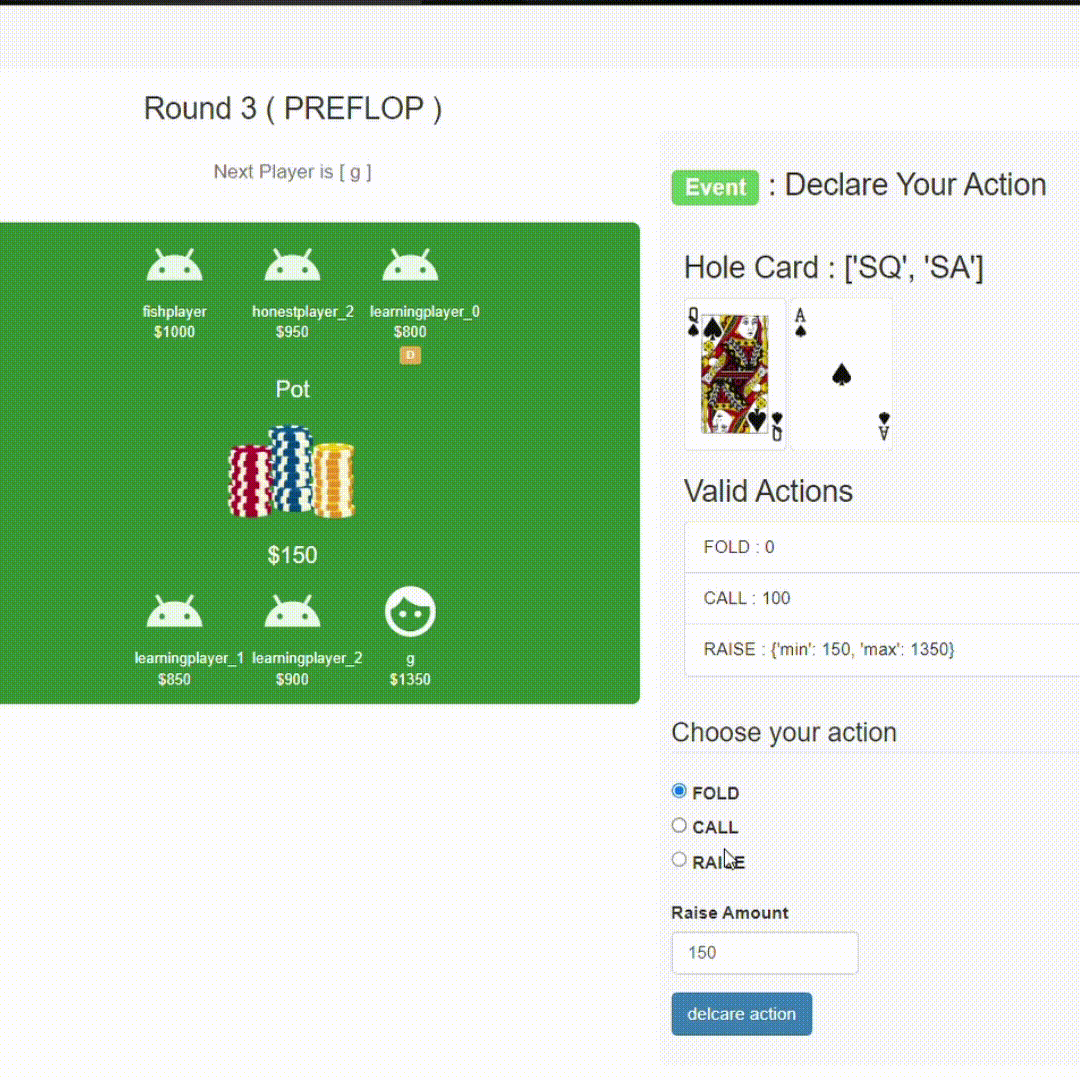 Round 3 ( PREFLOP )
Next Player is [ g ]
fishplayer honestplayer_2 learningplayer_0
$1000 $950 $800
D
Pot
$150
learningplayer_1 learningplayer_2 g
$850 $900 $1350
Event : Declare Your Action
Hole Card : ['SQ', 'SA']
Q A
Q A
Valid Actions
FOLD : 0
CALL : 100
RAISE : {'min': 150, 'max': 1350}
Choose your action
FOLD
CALL
RAISE
Raise Amount
150
delcare action